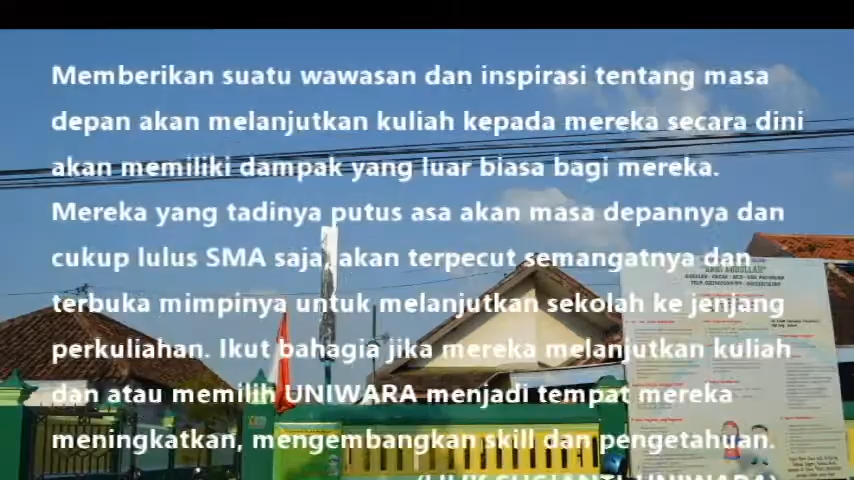 Memberikan suatu wawasan dan inspirasi tentang masa
depan akan melanjutkan kuliah kepada mereka secara dini
akan memiliki dampak yang luar biasa bagi mereka.
Mereka yang tadinya putus asa akan masa depannya dan
cukup lulus SMA saja, akan terpecut semangatnya dan
terbuka mimpinya untuk melanjutkan sekolah ke jenjang
perkuliahan. Ikut bahagia jika mereka melanjutkan kuliah
dan atau memilih UNIWARA menjadi tempat mereka
meningkatkan, mengembangkan skill dan pengetahuan.